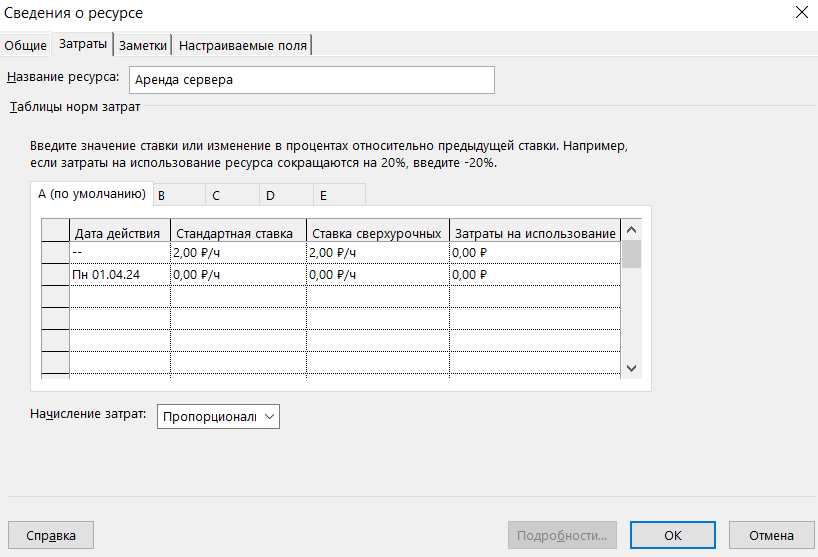 Сведения о ресурсе
Общие Затраты Заметки Настраиваемые поля
Название ресурса: Аренда сервера
Таблицы норм затрат
Введите значение ставки или изменение в процентах относительно предыдущей ставки. Например,
если затраты на использование ресурса сокращаются на 20%, введите -20%.
A (по умолчанию) B C D E
Дата действия Стандартная ставка Ставка сверхурочных Затраты на использование
-- 2,00 ₽/ч 2,00 ₽/ч 0,00 ₽
Пн 01.04.24 0,00 ₽/ч 0,00 ₽/ч 0,00 ₽
Начисление затрат: Пропорционалн
Справка Подробности... ОК Отмена